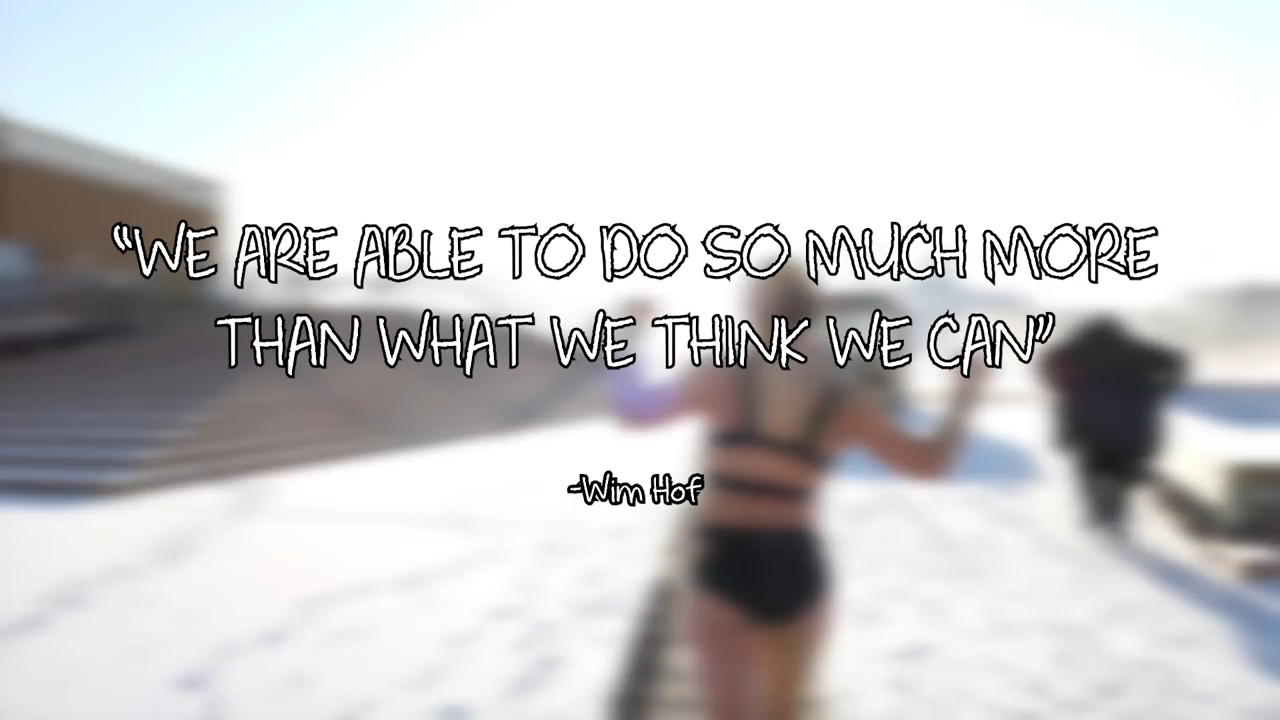 “WE ARE ABLE TO DO SO MUCH MORE
THAN WHAT WE THINK WE CAN”
-Wim Hof